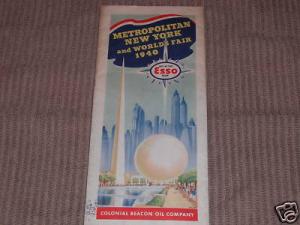 METROPOLITAN
NEW YORK
and WORLD'S FAIR
1940
Esso
COLONIAL BEACON OIL COMPANY